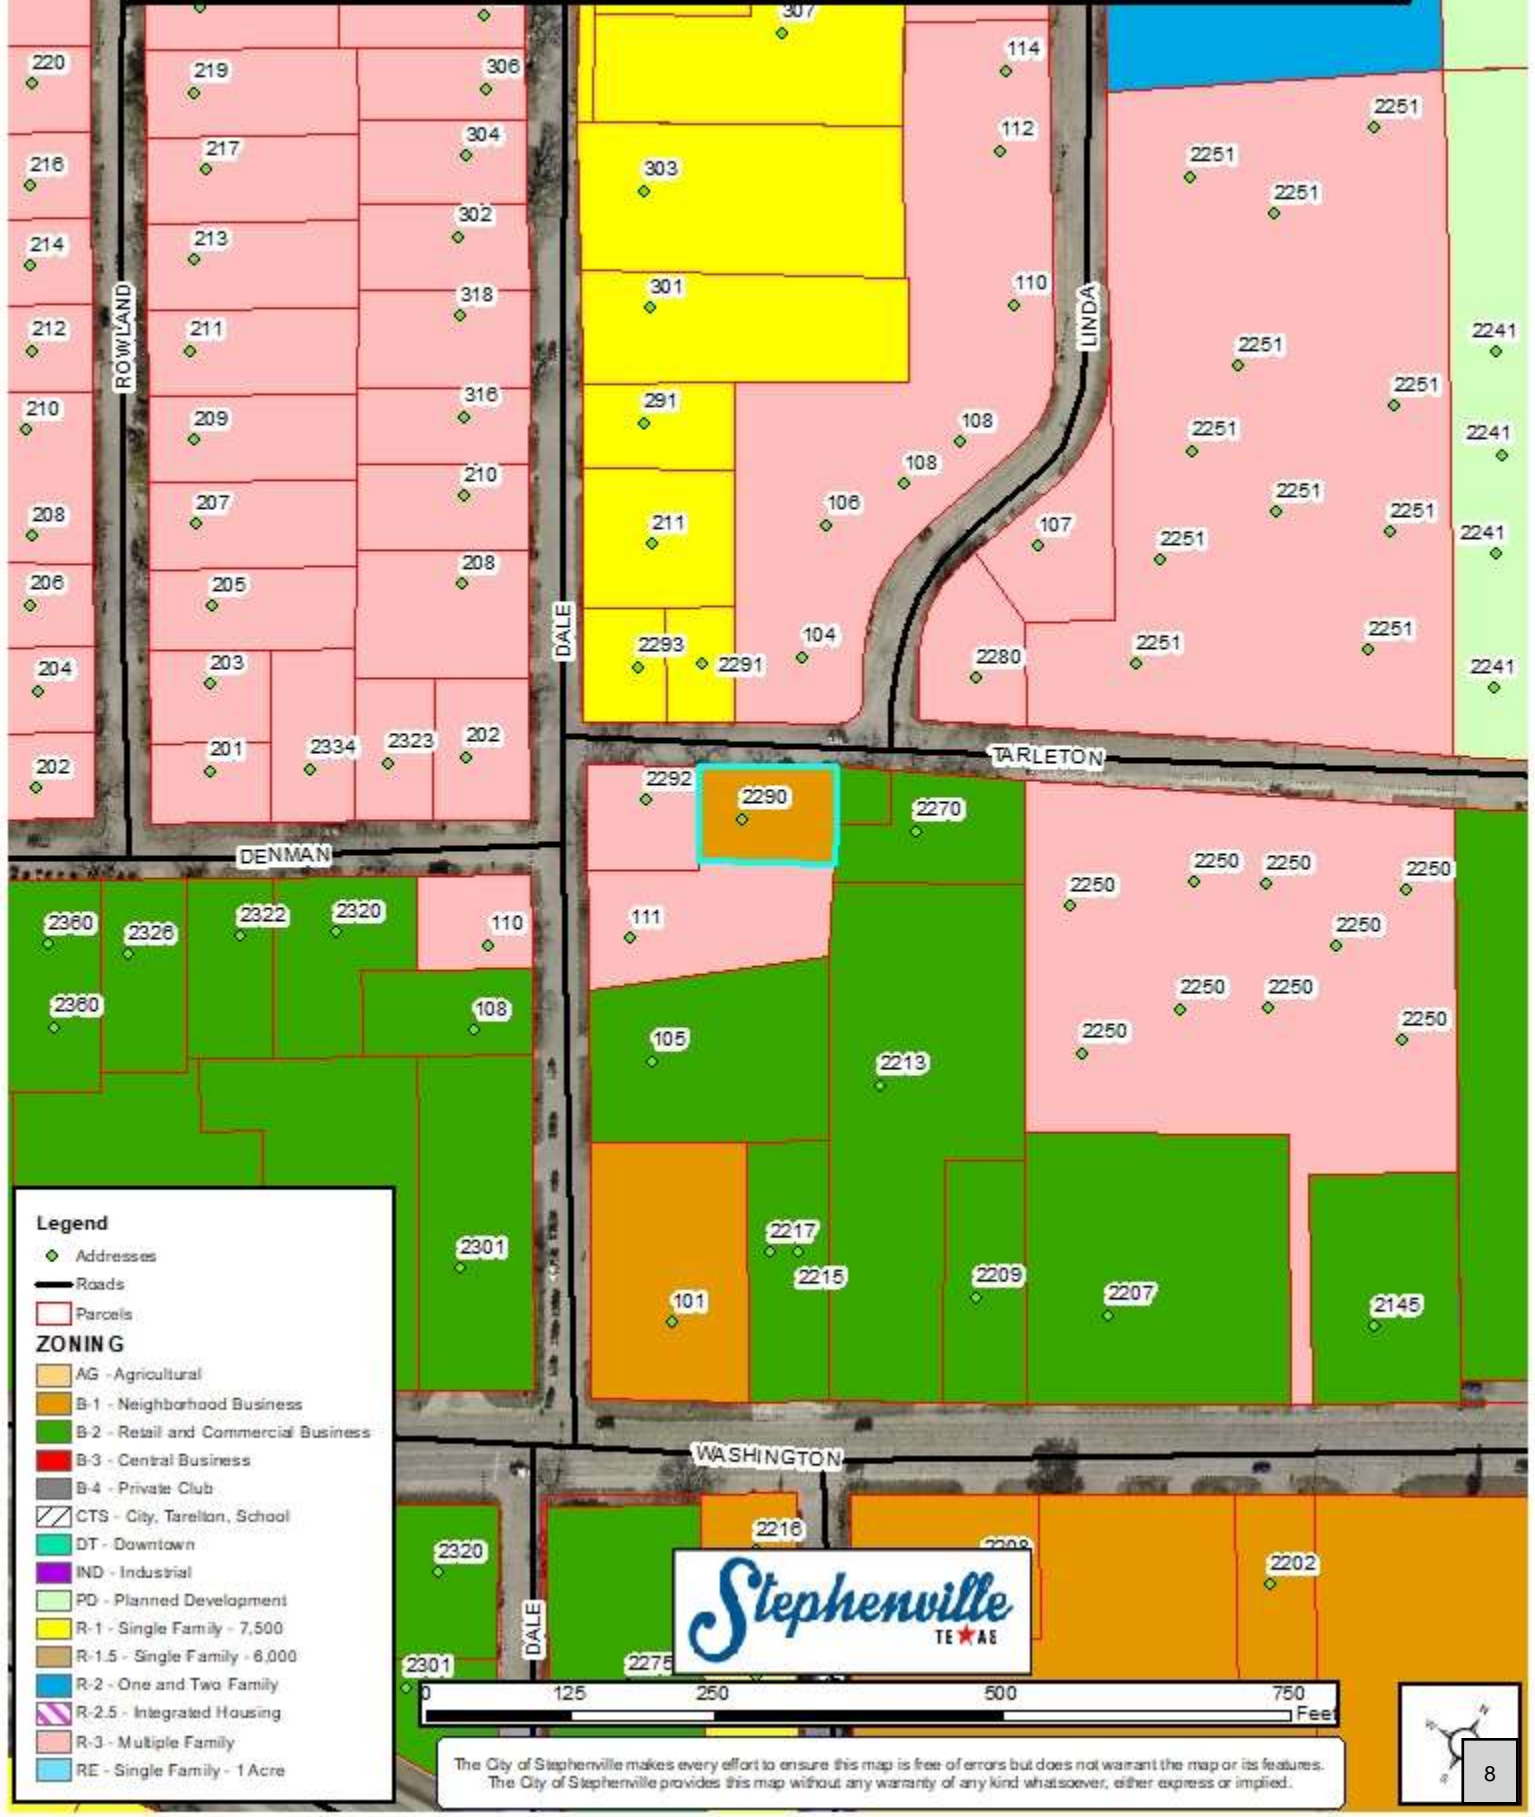 307
220
219
306
114
2251
304
112
217
2251
216
303
2251
302
214
213
301
318
110
212
211
ROWLAND
LINDA
2251
2241
2251
291
316
210
209
108
2251
2241
108
210
2251
106
208
207
211
107
2251
2241
2251
206
205
208
DALE
2251
204
203
2293
2291
104
2280
2251
2241
202
201
2334
2323
202
TARLETON
2292
2290
2270
DENMAN
2250
2250
2250
2250
2360
2326
2322
2320
110
111
2250
2360
108
2250
2250
105
2250
2250
2213
2301
2217
2215
2209
2207
2145
101
WASHINGTON
2216
2320
2208
2202
DALE
2301
2275
Legend
Addresses
Roads
Parcels
ZONING
AG - Agricultural
B-1 - Neighborhood Business
B-2 - Retail and Commercial Business
B-3 - Central Business
B-4 - Private Club
CTS - City, Tarelton, School
DT - Downtown
IND - Industrial
PD - Planned Development
R-1 - Single Family - 7,500
R-1.5 - Single Family - 6,000
R-2 - One and Two Family
R-2.5 - Integrated Housing
R-3 - Multiple Family
RE - Single Family - 1 Acre
Stephenville
TEXAS
0 125 250 500 750
Feet
The City of Stephenville makes every effort to ensure this map is free of errors but does not warrant the map or its features.
The City of Stephenville provides this map without any warranty of any kind whatsoever, either express or implied.
N
8